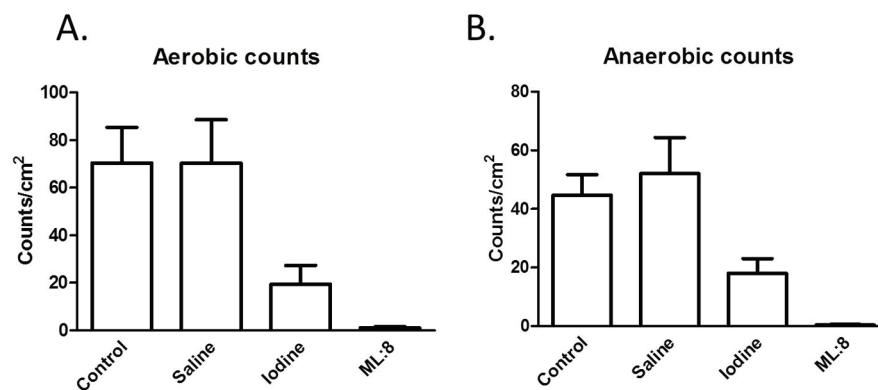 A.
Aerobic counts
Counts/cm²
100
80
60
40
20
0
Control
Saline
Iodine
ML:8
B.
Anaerobic counts
Counts/cm²
80
60
40
20
0
Control
Saline
Iodine
ML:8